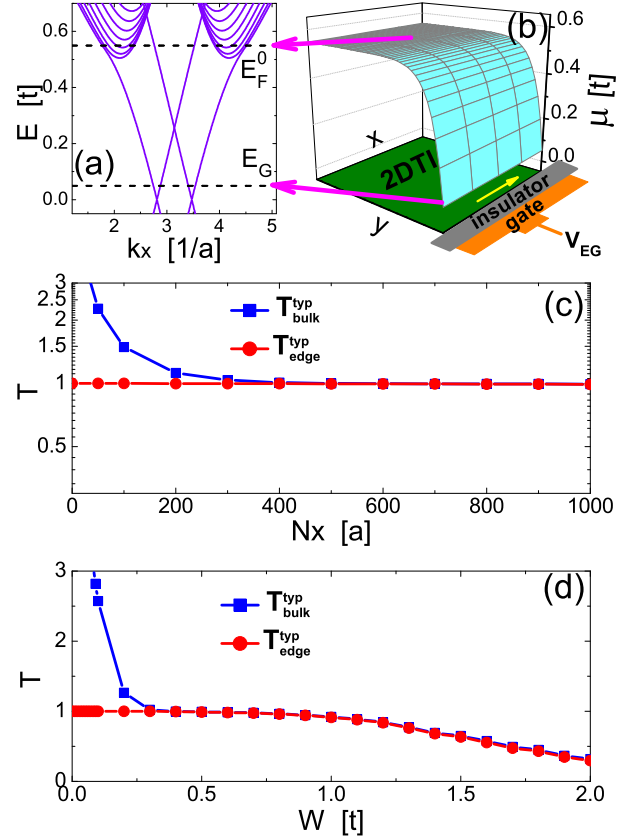 0.6
0.4
0.2
0.0
E [t]
(a)
E_F^0
E_G
2
3
4
5
kx [1/a]
(b)
0.6
0.4
0.2
0.0
μ [t]
x
y
2DTI
insulator
gate
V_EG
(c)
3
2.5
2
1.5
1
0.5
T
T_bulk^typ
T_edge^typ
0
200
400
600
800
1000
Nx [a]
(d)
3
2
1
0
T
T_bulk^typ
T_edge^typ
0.0
0.5
1.0
1.5
2.0
W [t]